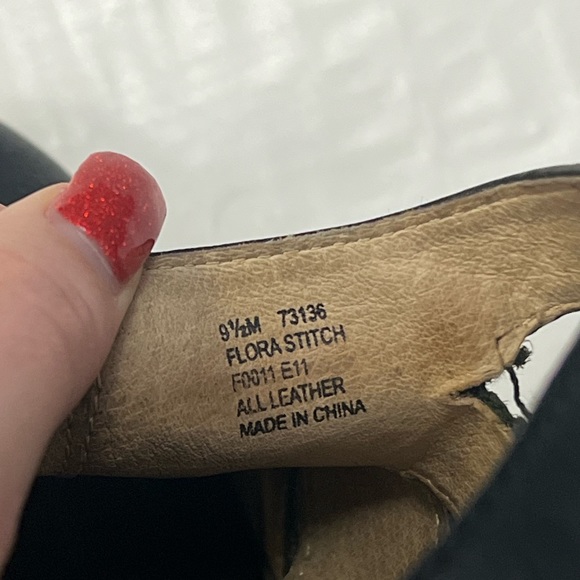 9½M 73136
FLORA STITCH
F0011 E11
ALL LEATHER
MADE IN CHINA